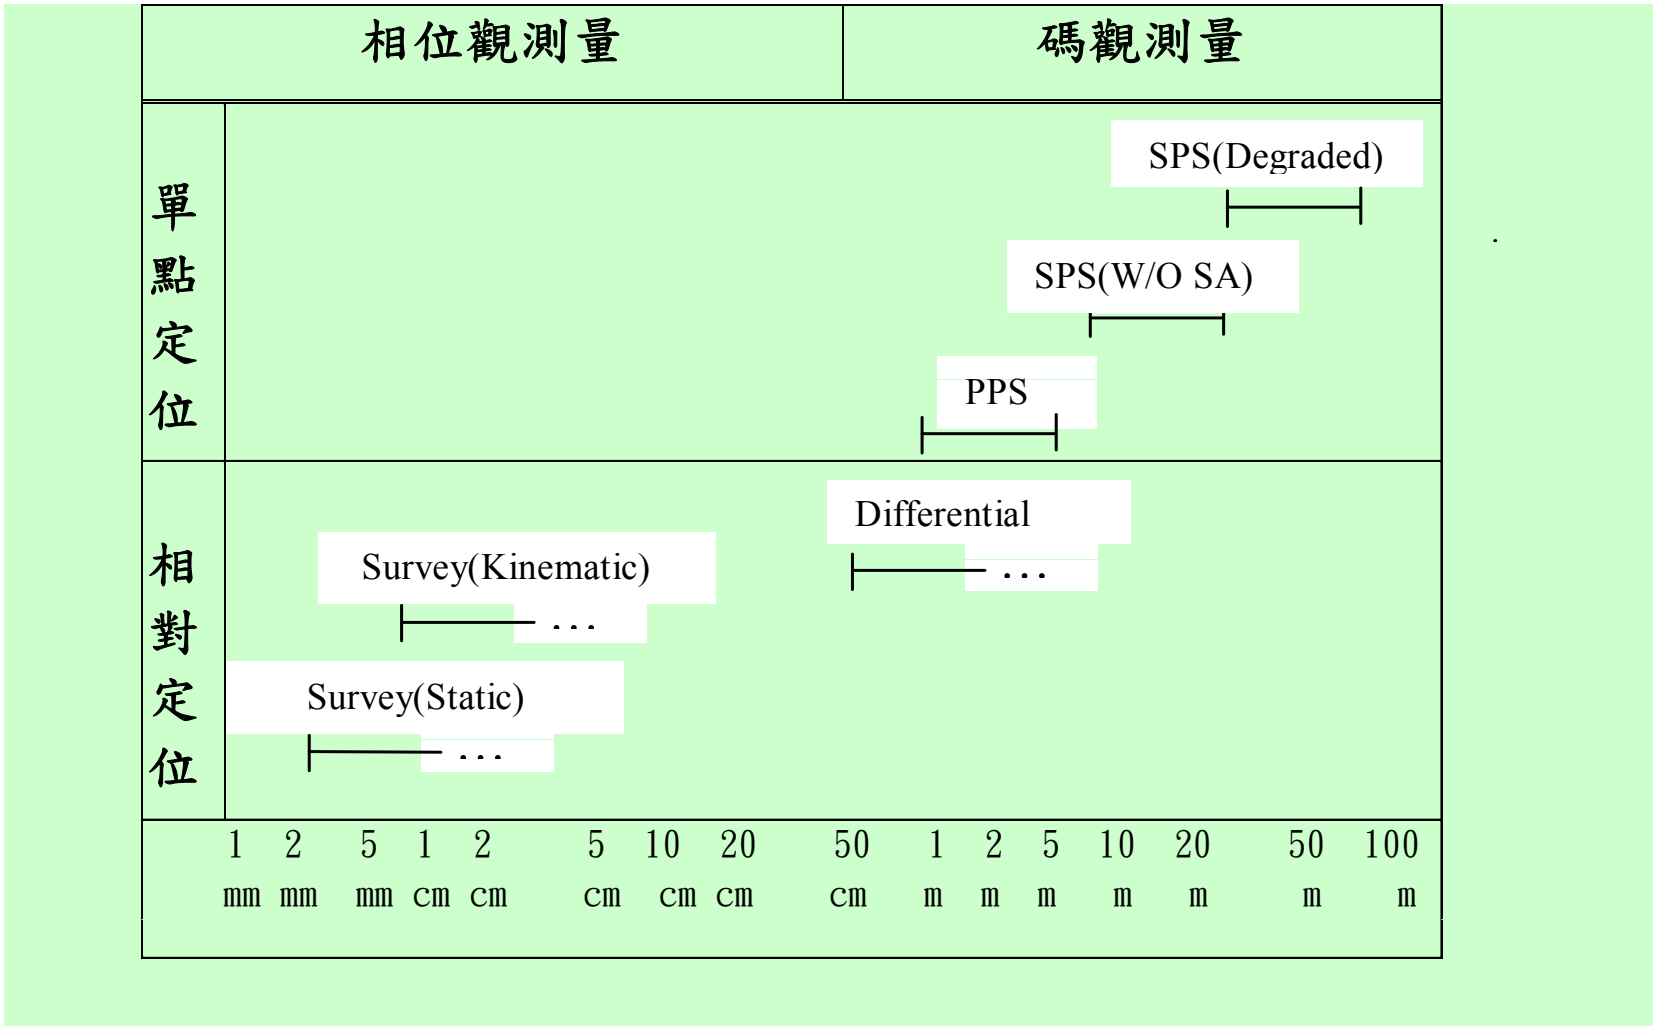 相位觀測量 碼觀測量
單點定位
SPS(Degraded)
SPS(W/O SA)
PPS
相對定位
Differential
...
Survey(Kinematic)
...
Survey(Static)
...
1 2 5 1 2 5 10 20 50 1 2 5 10 20 50 100
mm mm mm cm cm cm cm cm cm m m m m m m m